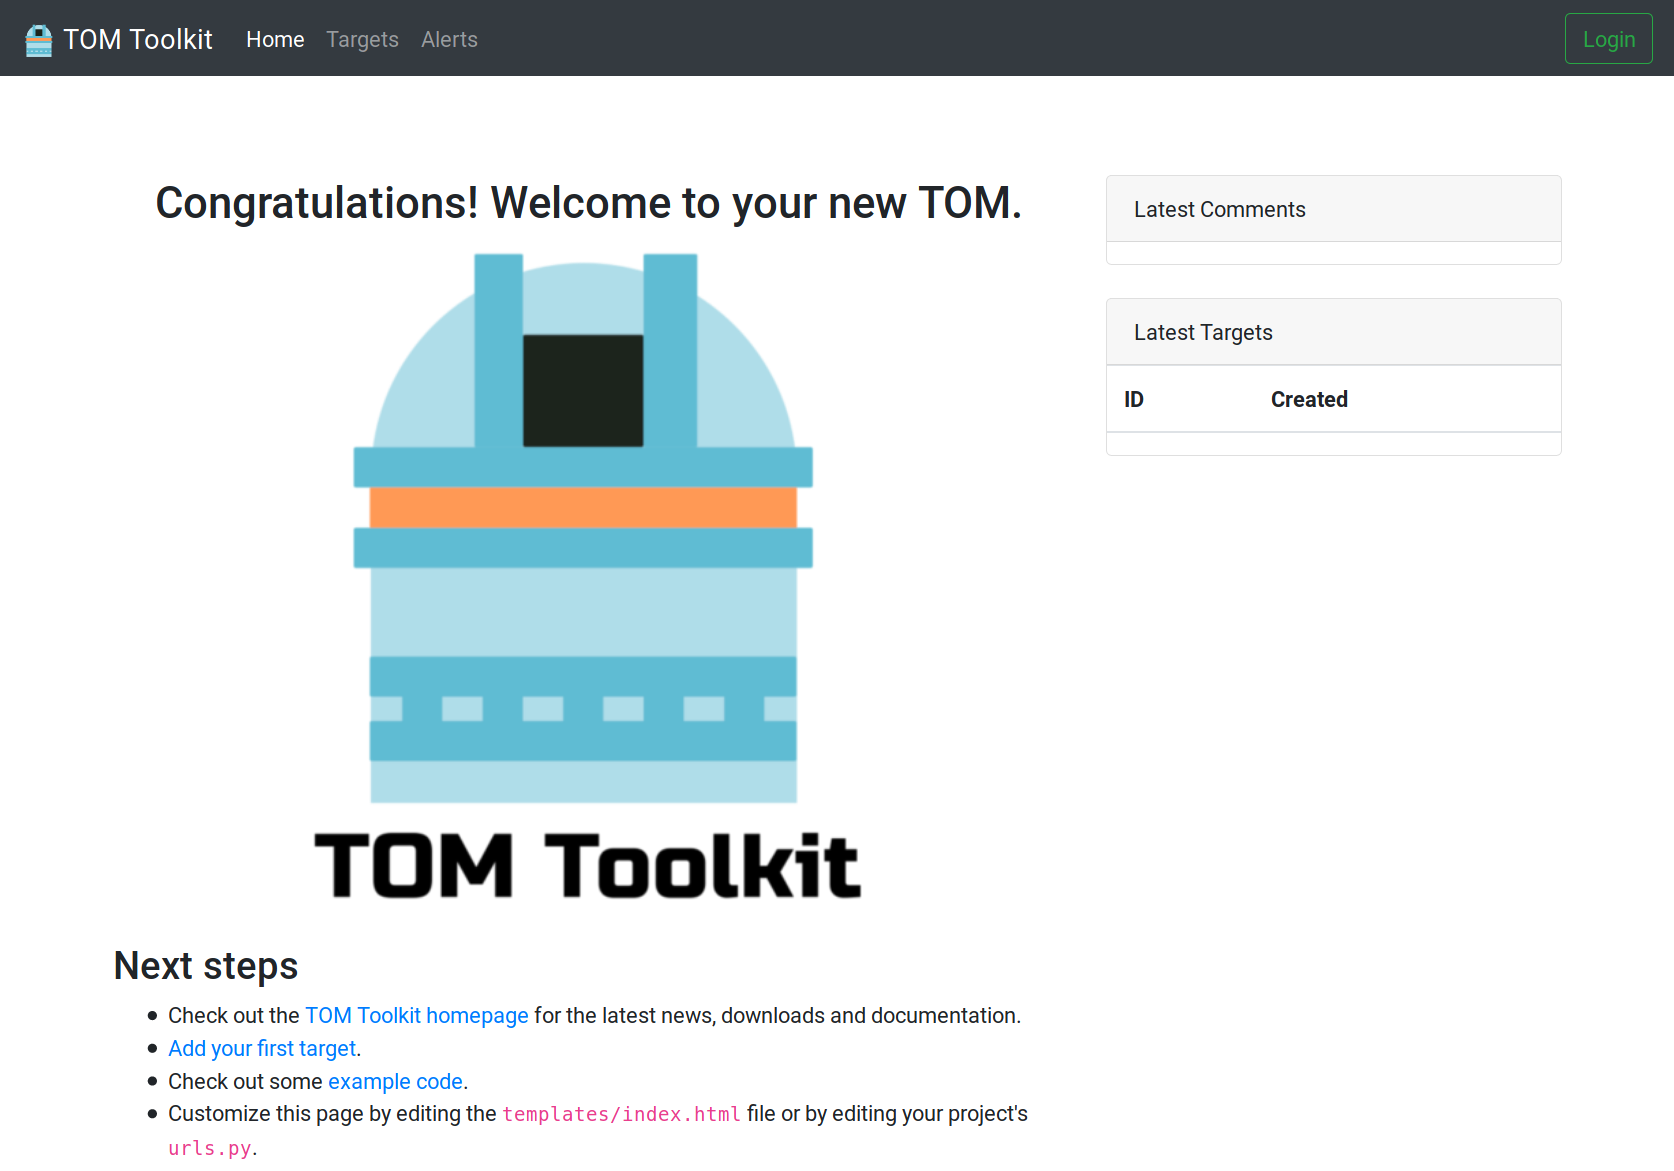 TOM Toolkit Home Targets Alerts Login
Congratulations! Welcome to your new TOM.
TOM Toolkit
Next steps
Check out the TOM Toolkit homepage for the latest news, downloads and documentation.
Add your first target.
Check out some example code.
Customize this page by editing the templates/index.html file or by editing your project's
urls.py.
Latest Comments
Latest Targets
ID Created